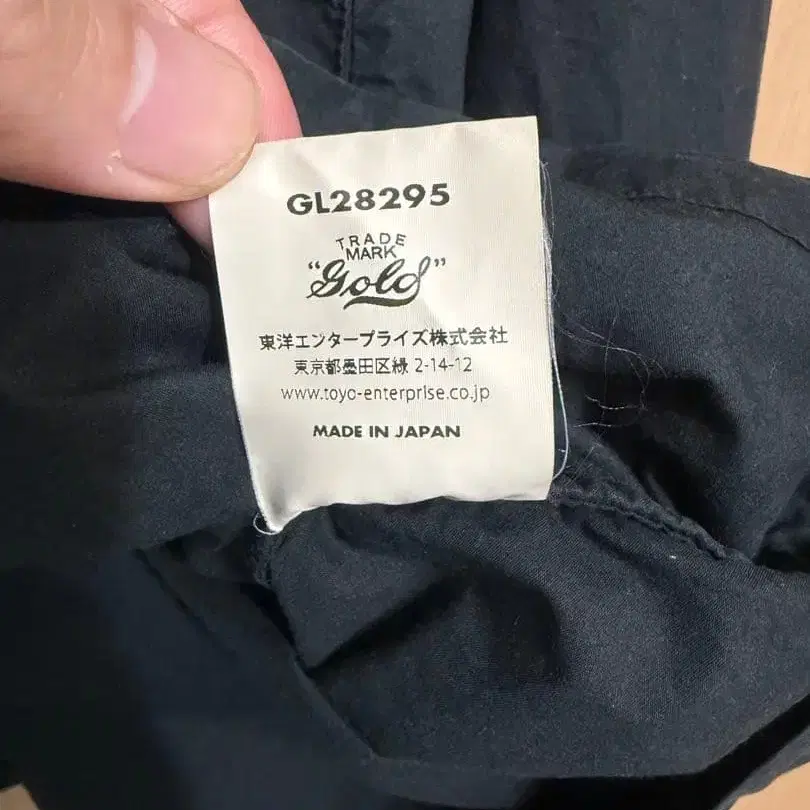 GL28295
TRADE
MARK
"Gold"
東洋エンタープライズ株式会社
東京都墨田区緑 2-14-12
www.toyo-enterprise.co.jp
MADE IN JAPAN